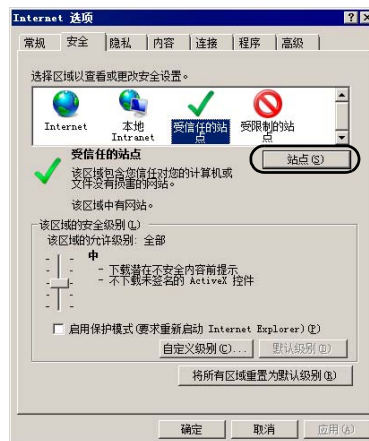 Internet 选项
常规 安全 隐私 内容 连接 程序 高级
选择区域以查看或更改安全设置。
Internet 本地 Intranet 受信任的站点 受限制的站点
受信任的站点
站点(S)
该区域包含您信任对您的计算机或
文件没有损害的网站。
该区域中有网站。
该区域的安全级别(L)
该区域的允许级别: 全部
中
- 下载潜在不安全内容前提示
- 不下载未签名的 ActiveX 控件
启用保护模式(要求重新启动 Internet Explorer)(P)
自定义级别(C)... 默认级别(D)
将所有区域重置为默认级别(R)
确定 取消 应用(A)